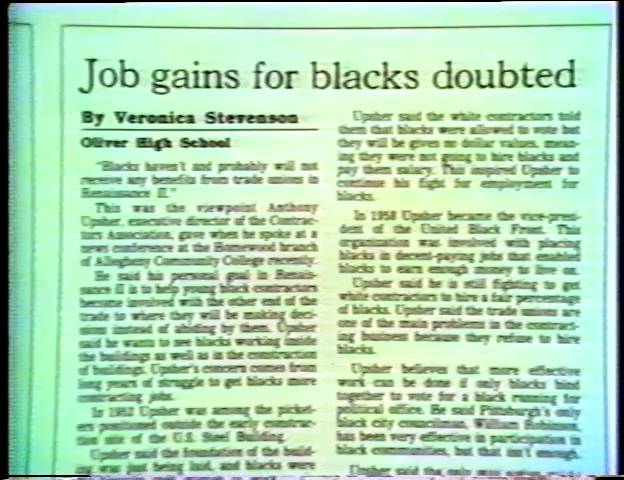 Job gains for blacks doubted
By Veronica Stevenson
Oliver High School
"Blacks haven't and probably will not
receive any benefits from trade unions in
Renaissance II."
This was the viewpoint Anthony
Upsher, executive director of the Contrac-
tors Association, gave when he spoke at a
news conference at the Homewood branch
of Allegheny Community College recently.
He said his personal goal in Renais-
sance II is to help young black contractors
become involved with the other end of the
trade to where they will be making deci-
sions instead of abiding by them. Upsher
said he wants to see blacks working inside
the buildings as well as in the construction
of buildings. Upsher's concern comes from
long years of struggle to get blacks more
contracting jobs.
In Upsher was among the picket-
ers positioned outside the early construc-
tion site of the U.S. Steel Building.
Upsher said the foundation of the build-
ing was just being laid, and blacks were
Upsher said the white contractors told
them that blacks were allowed to vote but
they will be given no dollar values, mean-
ing they were not going to hire blacks and
pay them salary. This inspired Upsher to
continue his fight for employment for
blacks.
In 1958 Upsher became the vice-presi-
dent of the United Black Front. This
organization was involved with placing
blacks in decent-paying jobs that enabled
blacks to earn enough money to live on.
Upsher said he is still fighting to get
white contractors to hire a fair percentage
of blacks. Upsher said the trade unions are
one of the main problems in the contract-
ing business because they refuse to hire
blacks.
Upsher believes that more effective
work can be done if only blacks bind
together to vote for a black running for
political office. He said Pittsburgh's only
black city councilman, William Robinson,
has been very effective in participation in
black communities, but that isn't enough.
Upsher said the only